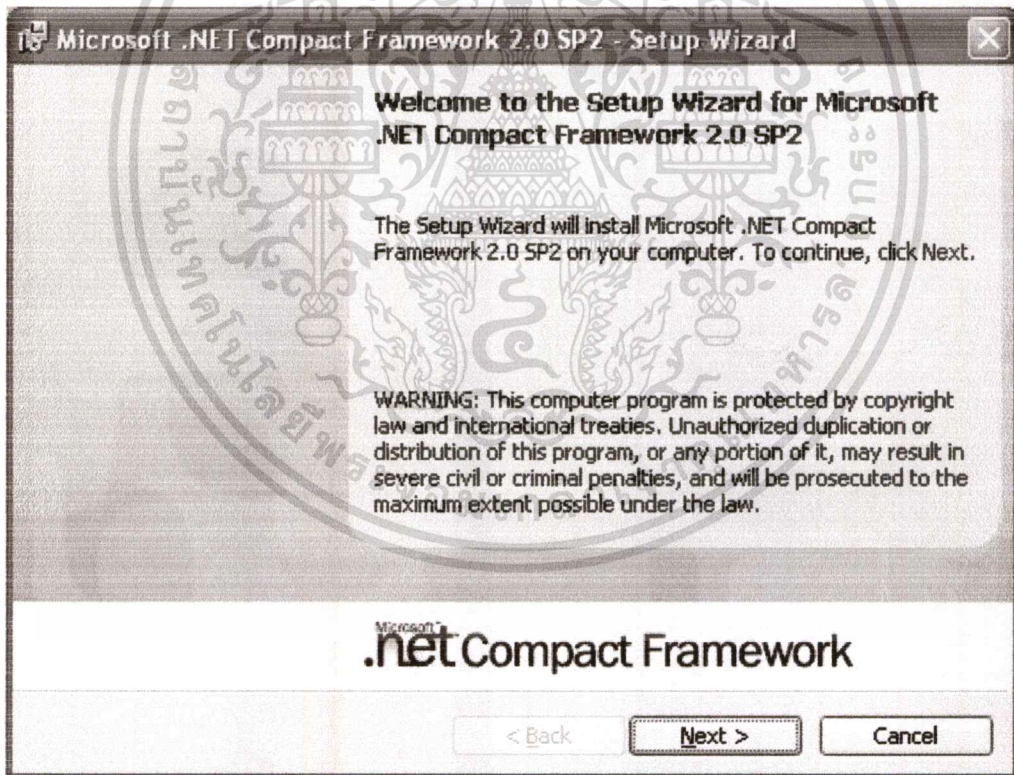 Microsoft .NET Compact Framework 2.0 SP2 - Setup Wizard
Welcome to the Setup Wizard for Microsoft
.NET Compact Framework 2.0 SP2
The Setup Wizard will install Microsoft .NET Compact
Framework 2.0 SP2 on your computer. To continue, click Next.
WARNING: This computer program is protected by copyright
law and international treaties. Unauthorized duplication or
distribution of this program, or any portion of it, may result in
severe civil or criminal penalties, and will be prosecuted to the
maximum extent possible under the law.
Microsoft
.net Compact Framework
< Back
Next >
Cancel